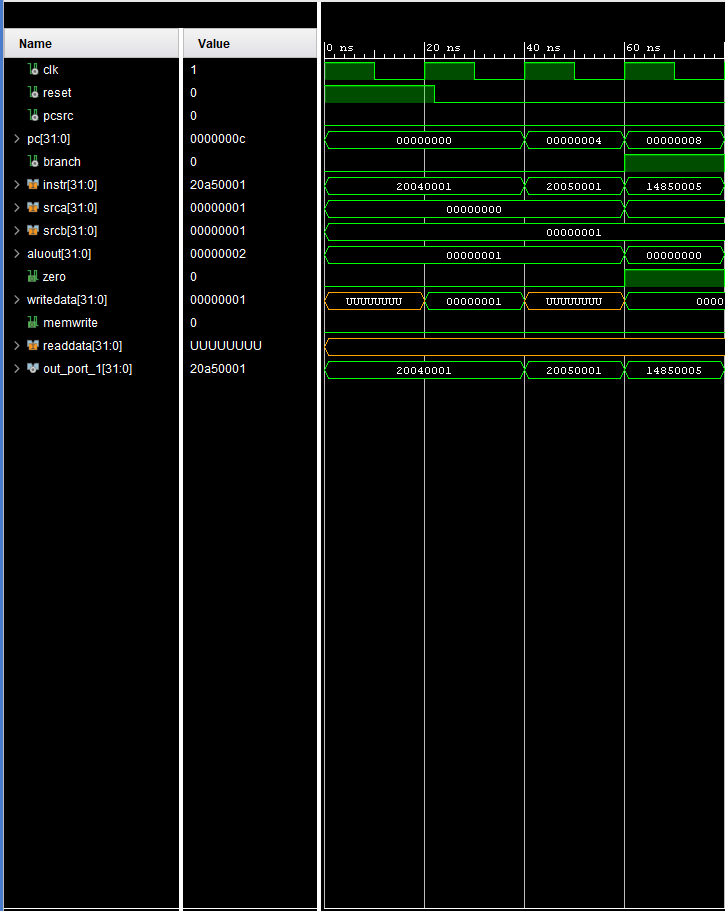 Name Value
0 ns 20 ns 40 ns 60 ns
clk 1
reset 0
pcsrc 0
pc[31:0] 0000000c 00000000 00000004 00000008
branch 0
instr[31:0] 20a50001 20040001 20050001 14850005
srca[31:0] 00000001 00000000
srcb[31:0] 00000001 00000001
aluout[31:0] 00000002 00000001 00000000
zero 0
writedata[31:0] 00000001 UUUUUUUU 00000001 UUUUUUUU 0000
memwrite 0
readdata[31:0] UUUUUUUU
out_port_1[31:0] 20a50001 20040001 20050001 14850005